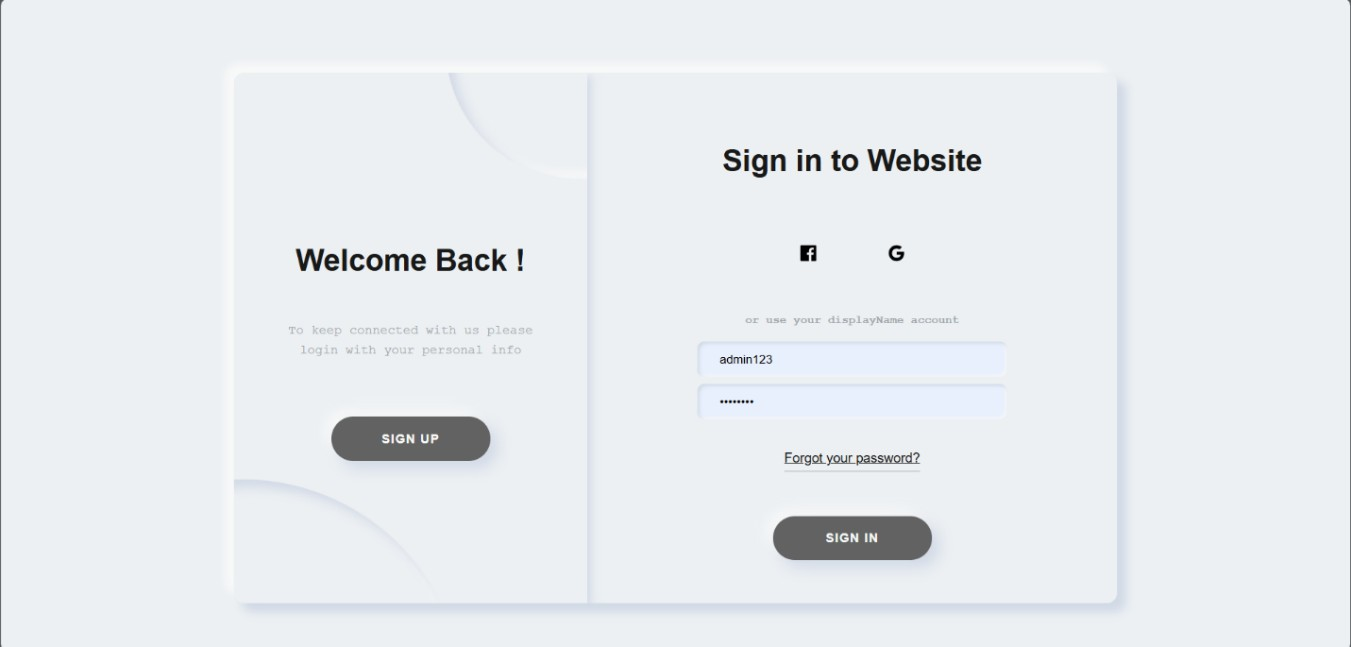 Welcome Back !
To keep connected with us please
login with your personal info
SIGN UP
Sign in to Website
or use your displayName account
admin123
••••••••
Forgot your password?
SIGN IN